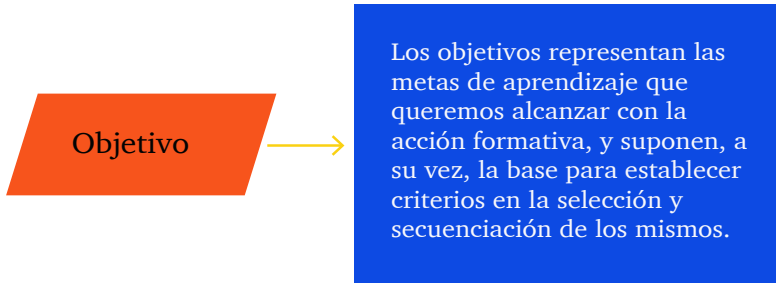 Objetivo
Los objetivos representan las
metas de aprendizaje que
queremos alcanzar con la
acción formativa, y suponen, a
su vez, la base para establecer
criterios en la selección y
secuenciación de los mismos.